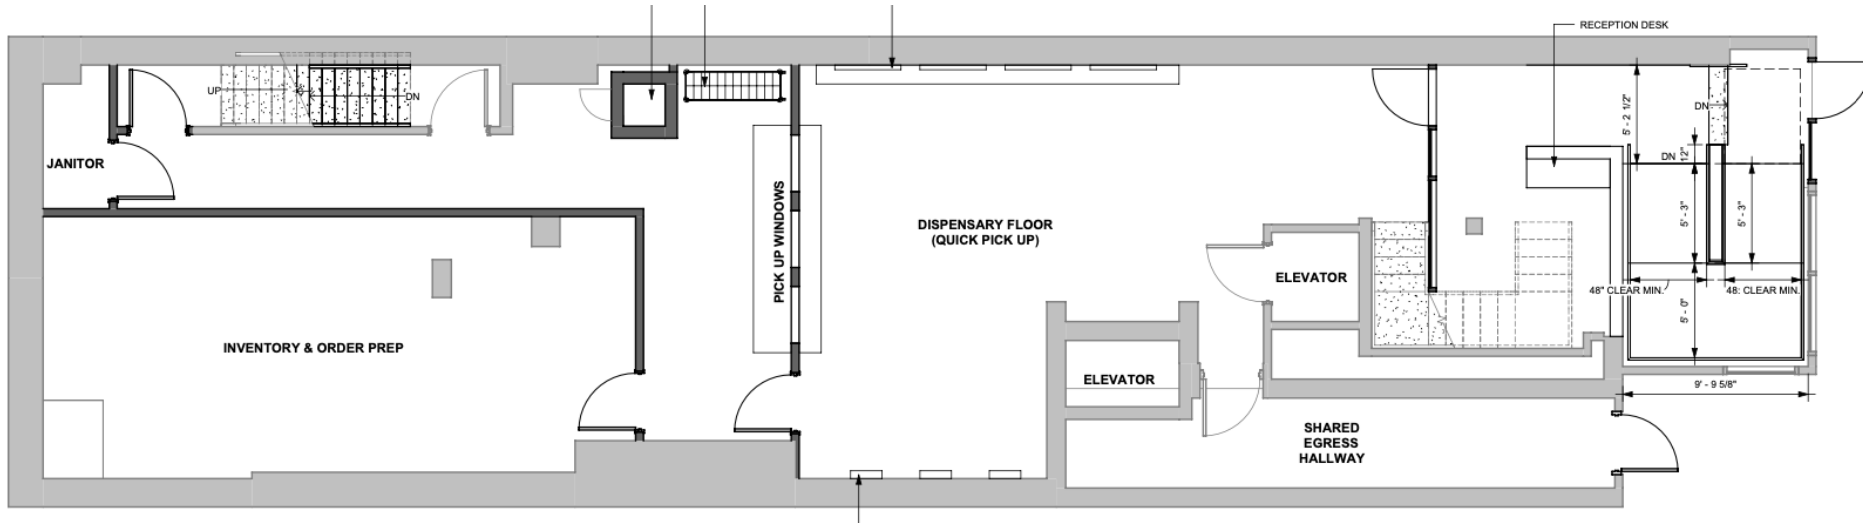 RECEPTION DESK
UP
DN
JANITOR
PICK UP WINDOWS
DISPENSARY FLOOR
(QUICK PICK UP)
INVENTORY & ORDER PREP
ELEVATOR
ELEVATOR
SHARED
EGRESS
HALLWAY
5' - 2 1/2"
DN
DN
12"
5' - 3"
5' - 3"
48" CLEAR MIN.
48: CLEAR MIN.
5' - 0"
9' - 9 5/8"